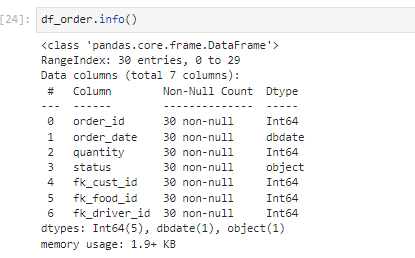 [24]: df_order.info()
<class 'pandas.core.frame.DataFrame'>
RangeIndex: 30 entries, 0 to 29
Data columns (total 7 columns):
 #   Column        Non-Null Count  Dtype
---  ------        --------------  -----
 0   order_id      30 non-null     Int64
 1   order_date    30 non-null     dbdate
 2   quantity      30 non-null     Int64
 3   status        30 non-null     object
 4   fk_cust_id    30 non-null     Int64
 5   fk_food_id    30 non-null     Int64
 6   fk_driver_id  30 non-null     Int64
dtypes: Int64(5), dbdate(1), object(1)
memory usage: 1.9+ KB